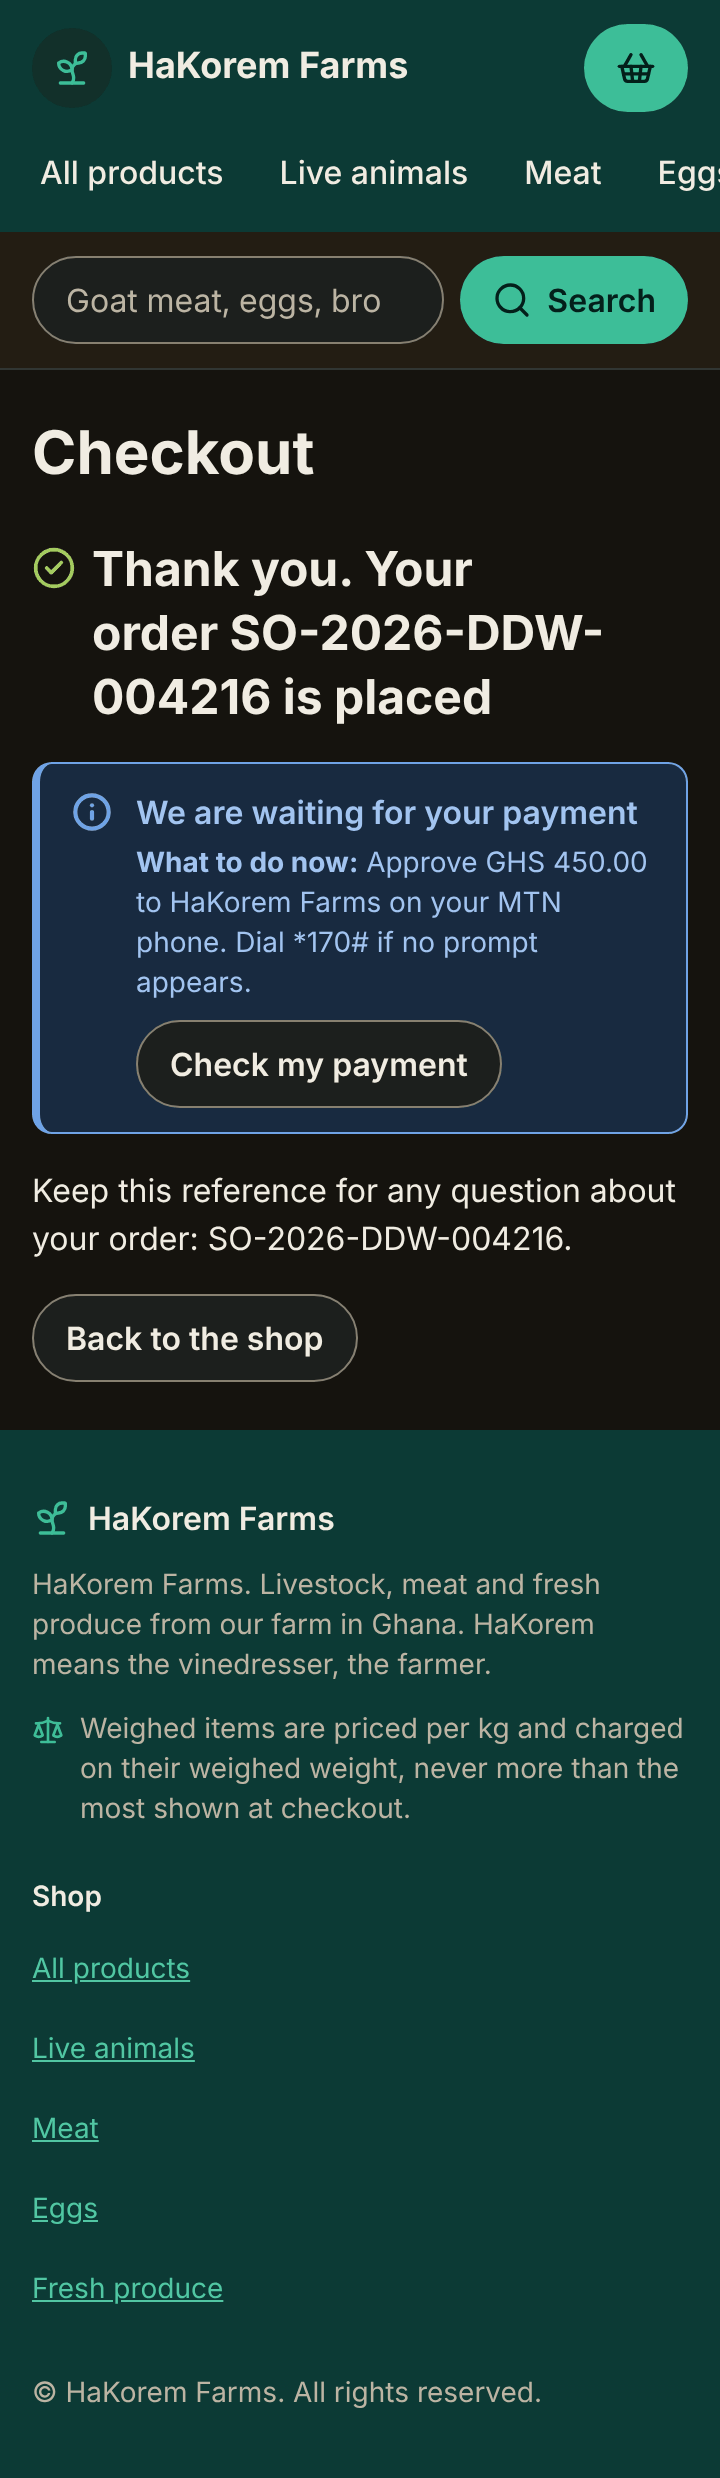 HaKorem Farms
All products Live animals Meat Eggs
Goat meat, eggs, bro
Search
Checkout
Thank you. Your
order SO-2026-DDW-
004216 is placed
We are waiting for your payment
What to do now: Approve GHS 450.00
to HaKorem Farms on your MTN
phone. Dial *170# if no prompt
appears.
Check my payment
Keep this reference for any question about
your order: SO-2026-DDW-004216.
Back to the shop
HaKorem Farms
HaKorem Farms. Livestock, meat and fresh
produce from our farm in Ghana. HaKorem
means the vinedresser, the farmer.
Weighed items are priced per kg and charged
on their weighed weight, never more than the
most shown at checkout.
Shop
All products
Live animals
Meat
Eggs
Fresh produce
© HaKorem Farms. All rights reserved.